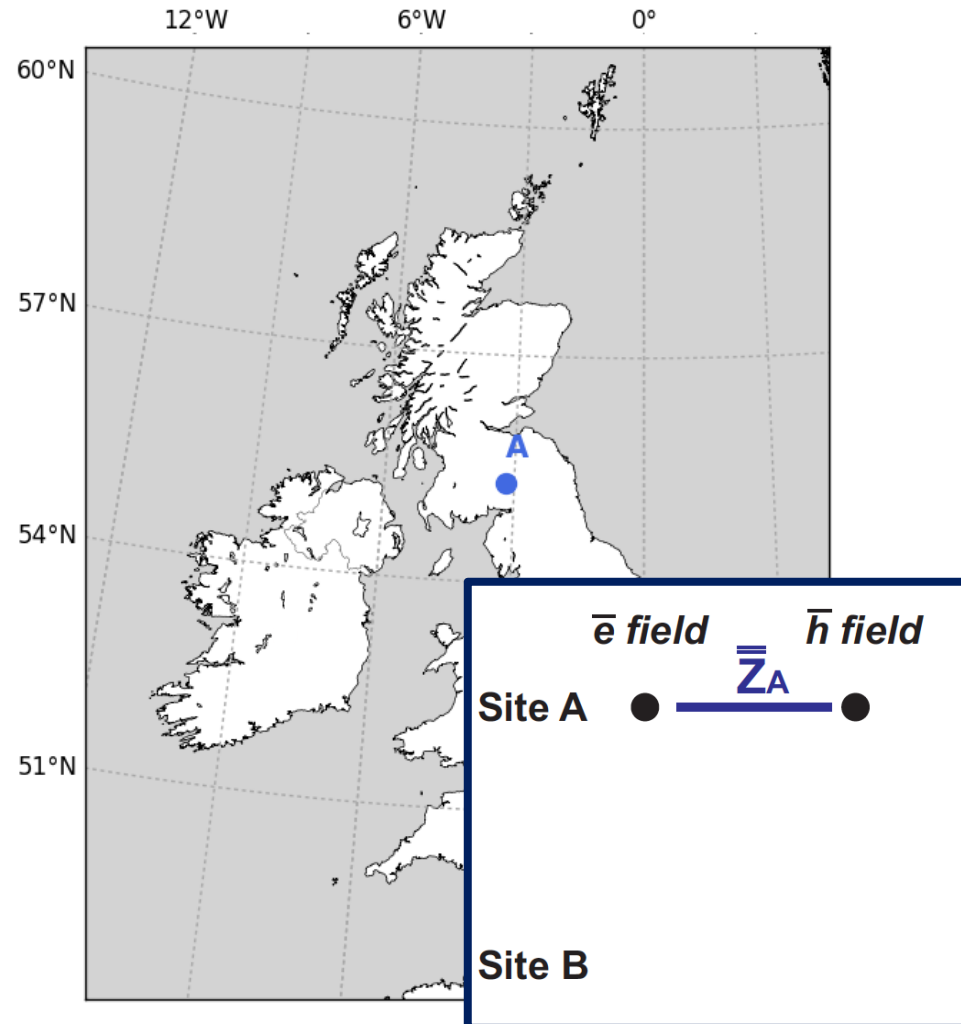 12°W 6°W 0°
60°N
57°N
A
54°N
51°N
e̅ field h̅ field
Z̿A
Site A
Site B